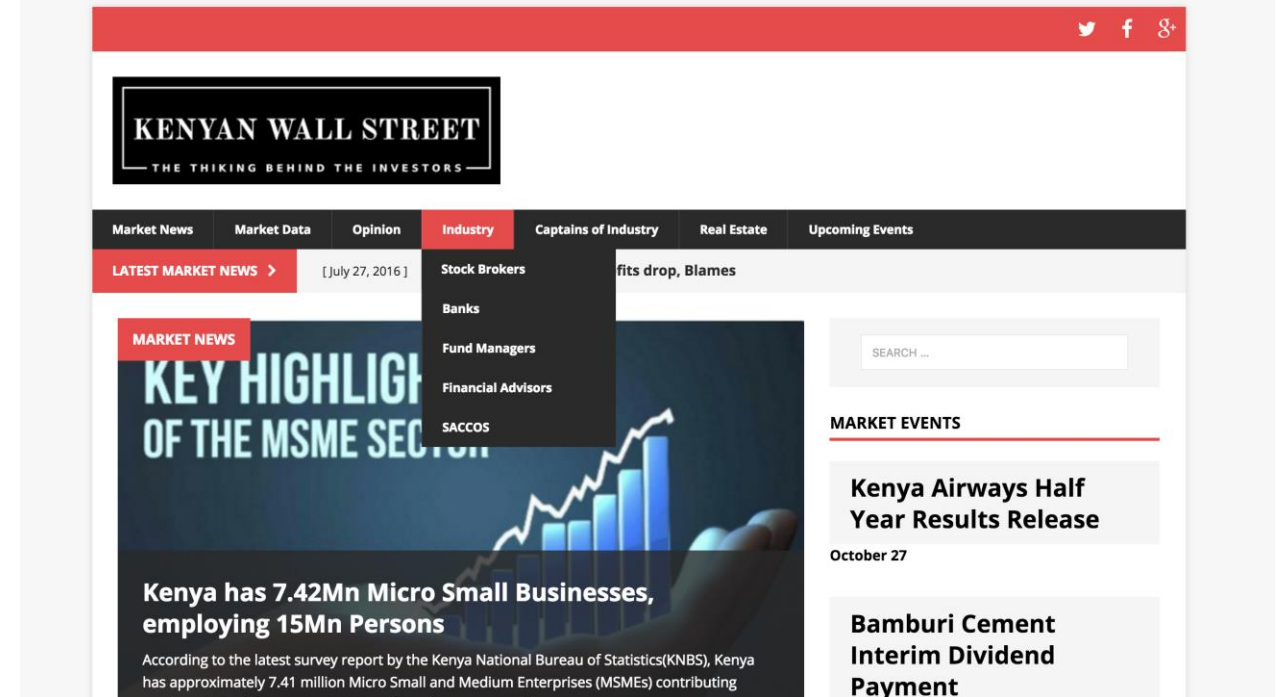 KENYAN WALL STREET
THE THIKING BEHIND THE INVESTORS
Market News Market Data Opinion Industry Captains of Industry Real Estate Upcoming Events
LATEST MARKET NEWS
[ July 27, 2016 ]
fits drop, Blames
Stock Brokers
Banks
Fund Managers
Financial Advisors
SACCOS
MARKET NEWS
KEY
OF THE MSME
Kenya has 7.42Mn Micro Small Businesses,
employing 15Mn Persons
According to the latest survey report by the Kenya National Bureau of Statistics(KNBS), Kenya
has approximately 7.41 million Micro Small and Medium Enterprises (MSMEs) contributing
SEARCH ...
MARKET EVENTS
Kenya Airways Half
Year Results Release
October 27
Bamburi Cement
Interim Dividend
Payment